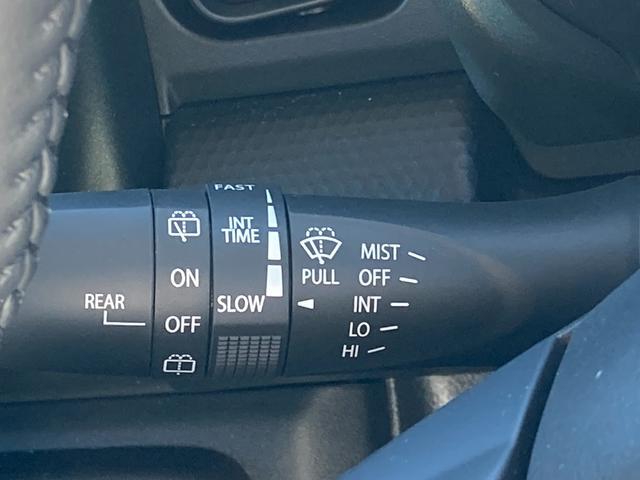 FAST
INT
TIME
SLOW
REAR
ON
OFF
PULL
MIST
OFF
INT
LO
HI